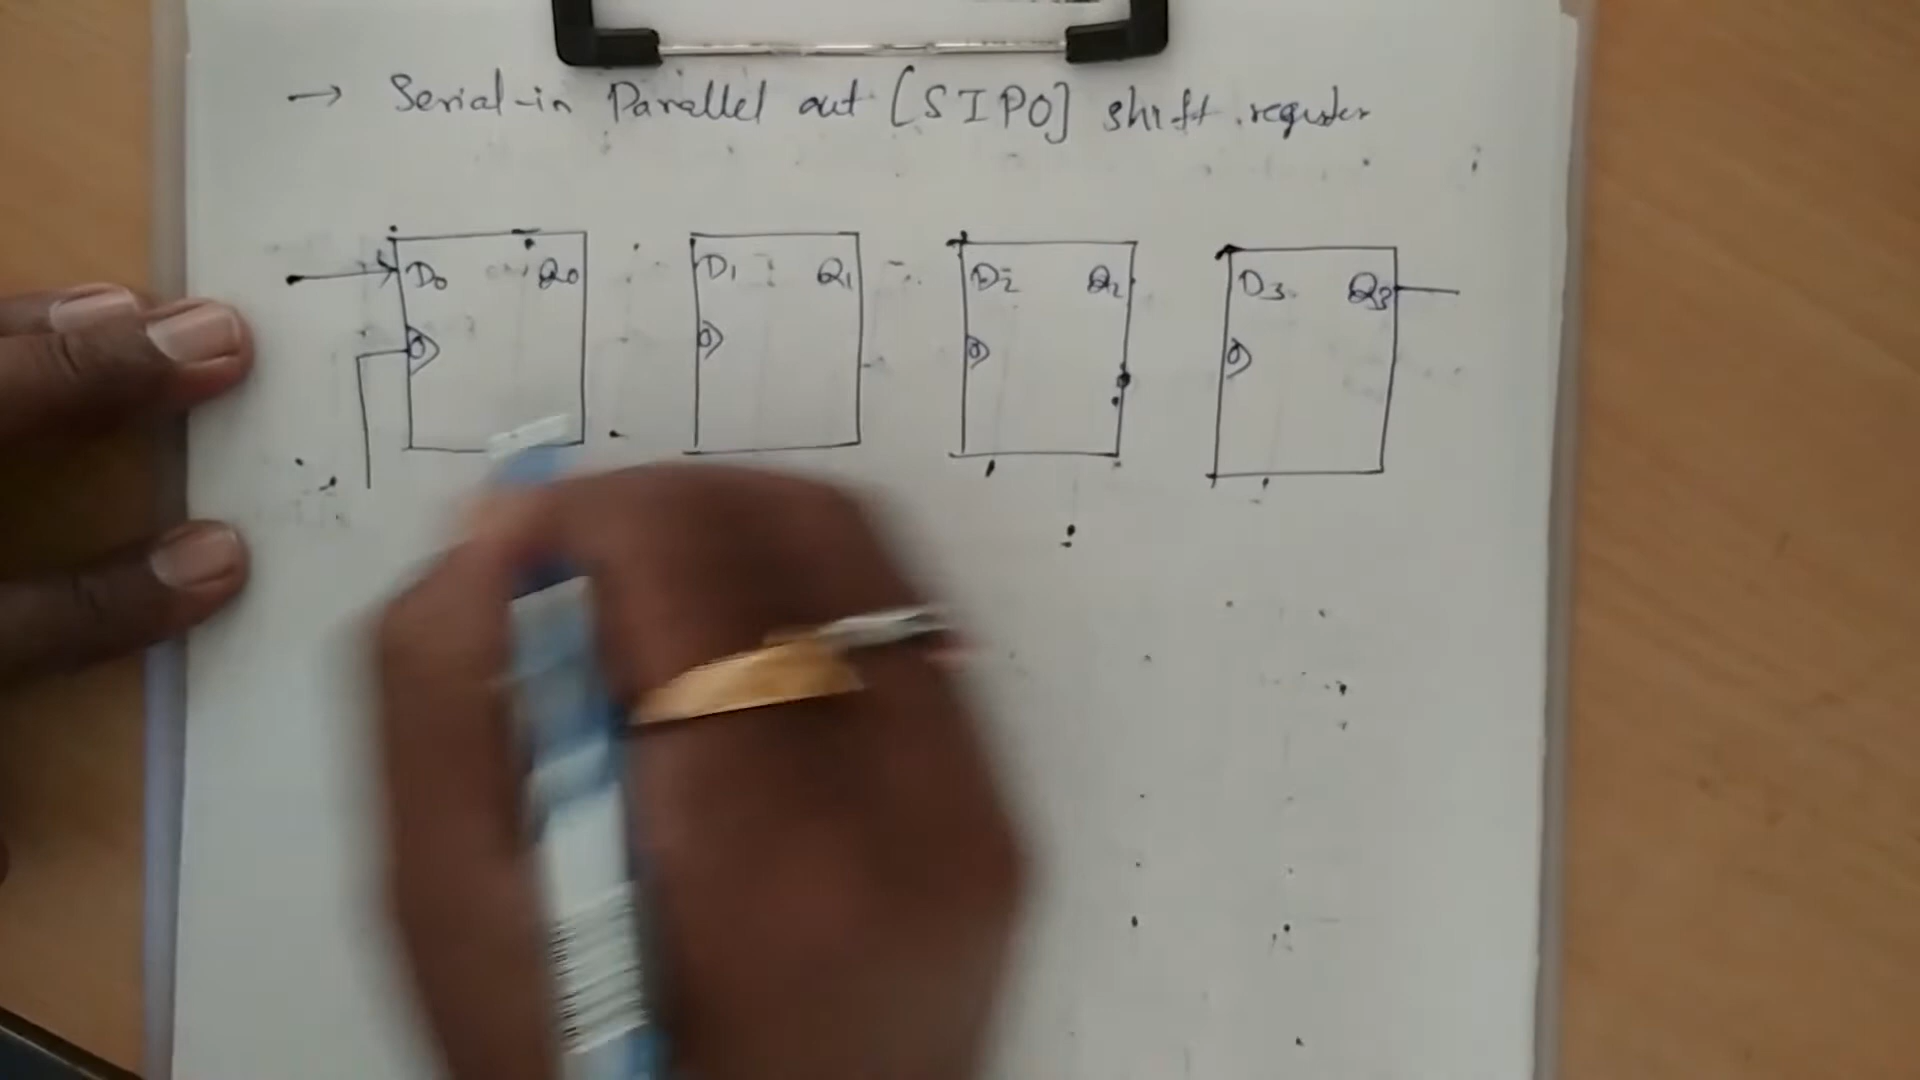 → Serial-in Parallel out [SIPO] shift register
D0 Q0 D1 Q1 D2 Q2 D3 Q3